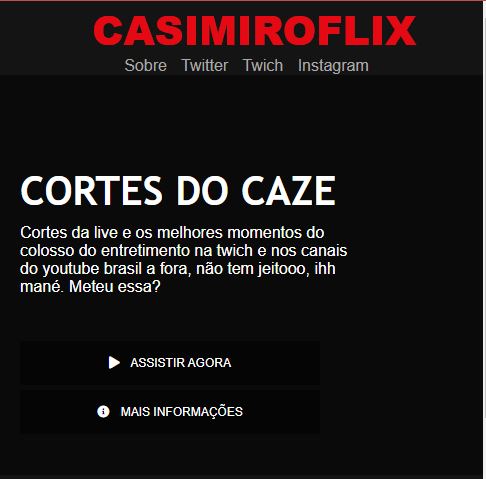 CASIMIROFLIX
Sobre Twitter Twich Instagram
CORTES DO CAZE
Cortes da live e os melhores momentos do
colosso do entretimento na twich e nos canais
do youtube brasil a fora, não tem jeitooo, ihh
mané. Meteu essa?
ASSISTIR AGORA
MAIS INFORMAÇÕES